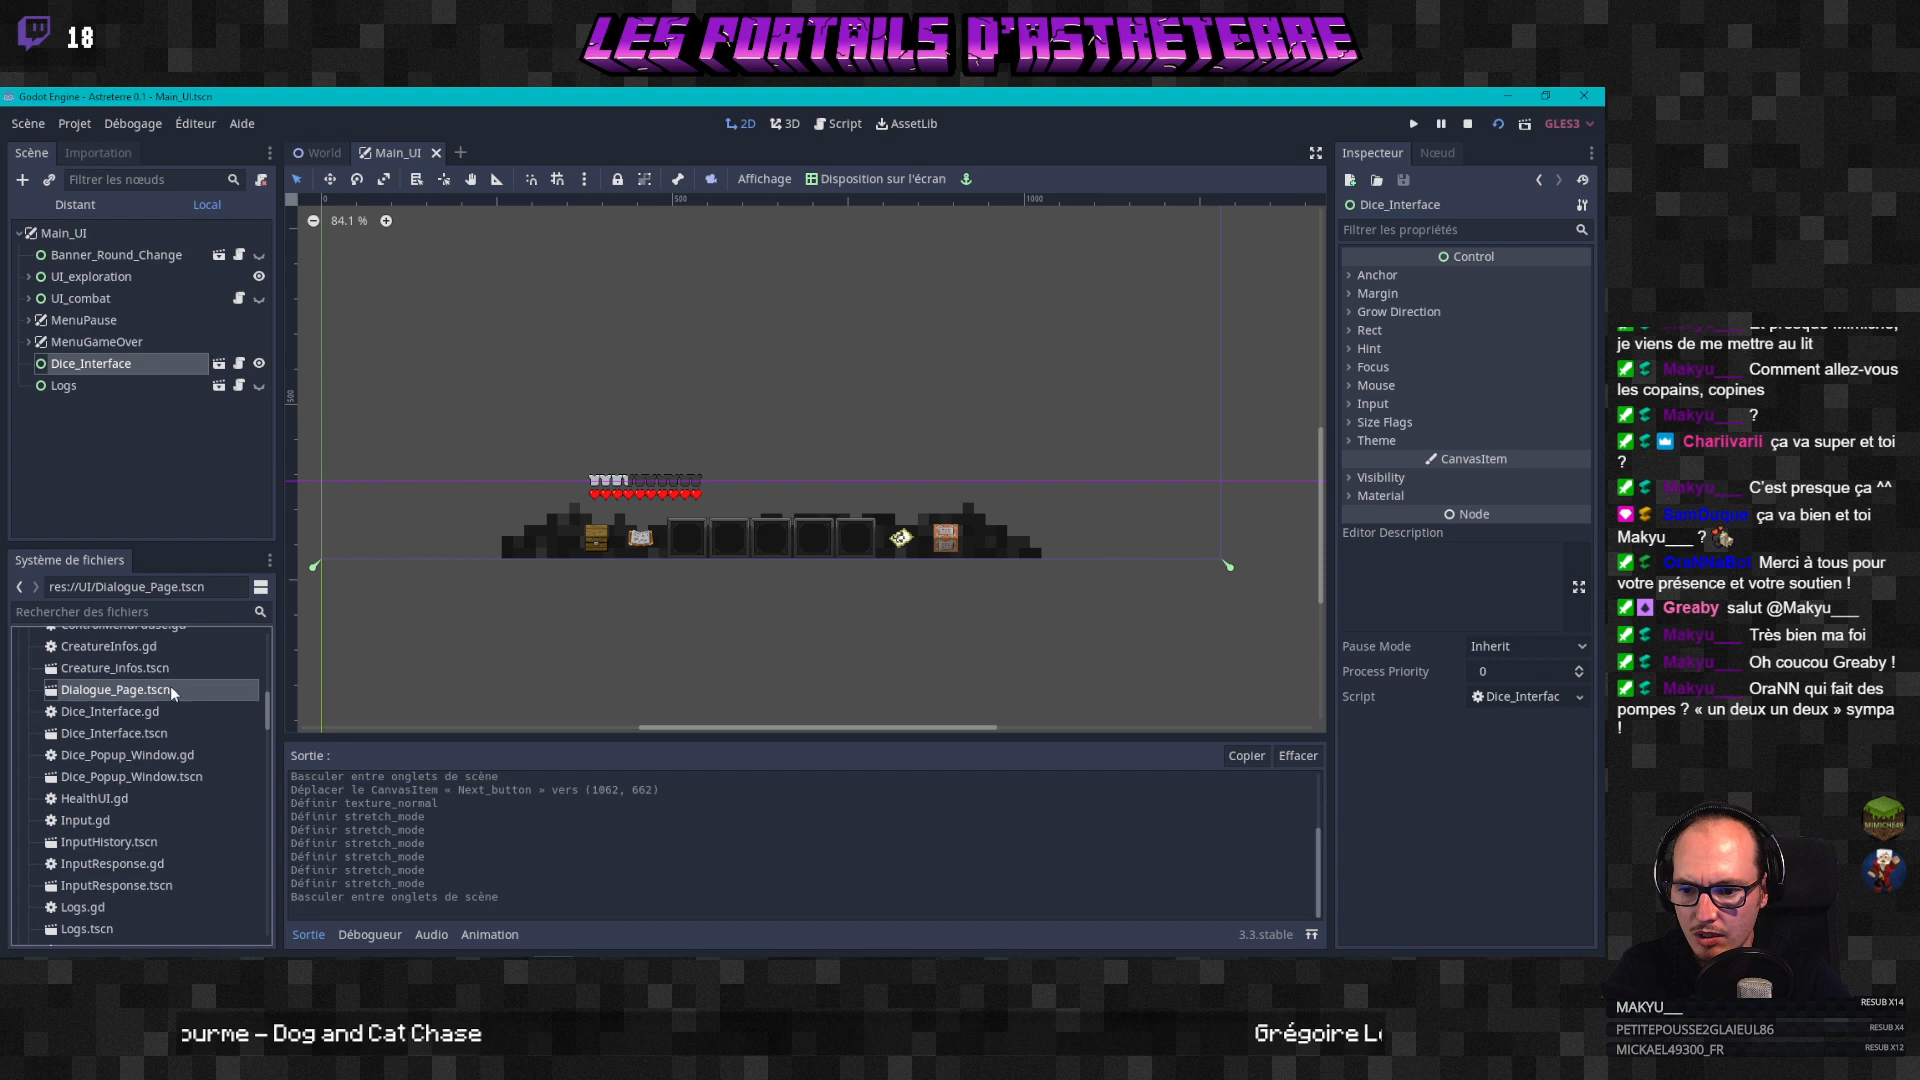 18
LES PORTAILS D'ASTRÉTERRE
Godot Engine - Astreterre 0.1 - Main_UI.tscn
Scène Projet Débogage Éditeur Aide
2D 3D Script AssetLib
GLES3
Scène Importation
World Main_UI
Inspecteur Nœud
Filtrer les nœuds
Affichage Disposition sur l'écran
Distant Local
Dice_Interface
Filtrer les propriétés
0 500 1000
84.1 %
500
Main_UI
Banner_Round_Change
UI_exploration
UI_combat
MenuPause
MenuGameOver
Dice_Interface
Logs
Control
Anchor
Margin
Grow Direction
Rect
Hint
Focus
Mouse
Input
Size Flags
Theme
CanvasItem
Visibility
Material
Node
Editor Description
Pause Mode Inherit
Process Priority 0
Script Dice_Interfac
Système de fichiers
res://UI/Dialogue_Page.tscn
Rechercher des fichiers
ControlMenuPause.gd
CreatureInfos.gd
Creature_infos.tscn
Dialogue_Page.tscn
Dice_Interface.gd
Dice_Interface.tscn
Dice_Popup_Window.gd
Dice_Popup_Window.tscn
HealthUI.gd
Input.gd
InputHistory.tscn
InputResponse.gd
InputResponse.tscn
Logs.gd
Logs.tscn
Sortie :
Copier Effacer
Basculer entre onglets de scène
Déplacer le CanvasItem « Next_button » vers (1062, 662)
Définir texture_normal
Définir stretch_mode
Définir stretch_mode
Définir stretch_mode
Définir stretch_mode
Définir stretch_mode
Définir stretch_mode
Basculer entre onglets de scène
Sortie Débogueur Audio Animation
3.3.stable
Makyu___ Et presque Mimiche,
je viens de me mettre au lit
Makyu___ Comment allez-vous
les copains, copines
Makyu___ ?
Chariivarii ça va super et toi
?
Makyu___ C'est presque ça ^^
SamDuque ça va bien et toi
Makyu___ ?
OraNNaBot Merci à tous pour
votre présence et votre soutien !
Greaby salut @Makyu___
Makyu___ Très bien ma foi
Makyu___ Oh coucou Greaby !
Makyu___ OraNN qui fait des
pompes ? « un deux un deux » sympa
!
MIMICHE49
MAKYU___ RESUB X14
PETITEPOUSSE2GLAIEUL86 RESUB X4
MICKAEL49300_FR RESUB X12
ourme – Dog and Cat Chase
Grégoire L